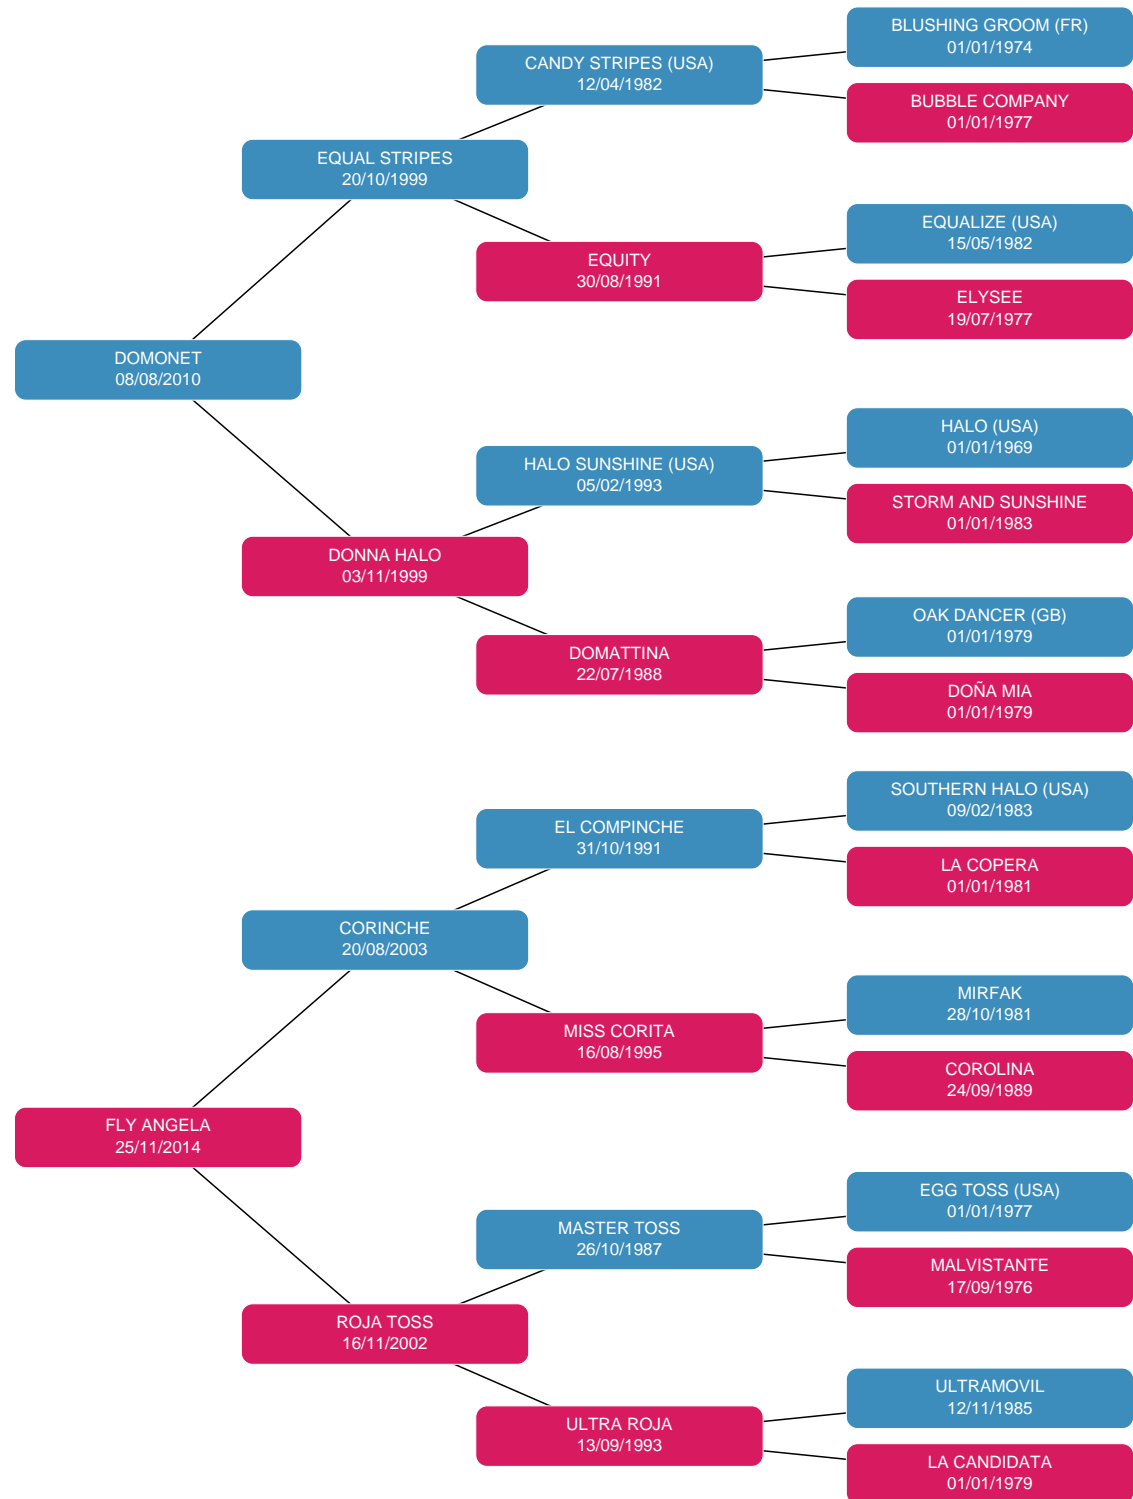 BLUSHING GROOM (FR)
01/01/1974
CANDY STRIPES (USA)
12/04/1982
BUBBLE COMPANY
01/01/1977
EQUAL STRIPES
20/10/1999
EQUALIZE (USA)
15/05/1982
EQUITY
30/08/1991
ELYSEE
19/07/1977
DOMONET
08/08/2010
HALO (USA)
01/01/1969
HALO SUNSHINE (USA)
05/02/1993
STORM AND SUNSHINE
01/01/1983
DONNA HALO
03/11/1999
OAK DANCER (GB)
01/01/1979
DOMATTINA
22/07/1988
DOÑA MIA
01/01/1979
SOUTHERN HALO (USA)
09/02/1983
EL COMPINCHE
31/10/1991
LA COPERA
01/01/1981
CORINCHE
20/08/2003
MIRFAK
28/10/1981
MISS CORITA
16/08/1995
COROLINA
24/09/1989
FLY ANGELA
25/11/2014
EGG TOSS (USA)
01/01/1977
MASTER TOSS
26/10/1987
MALVISTANTE
17/09/1976
ROJA TOSS
16/11/2002
ULTRAMOVIL
12/11/1985
ULTRA ROJA
13/09/1993
LA CANDIDATA
01/01/1979